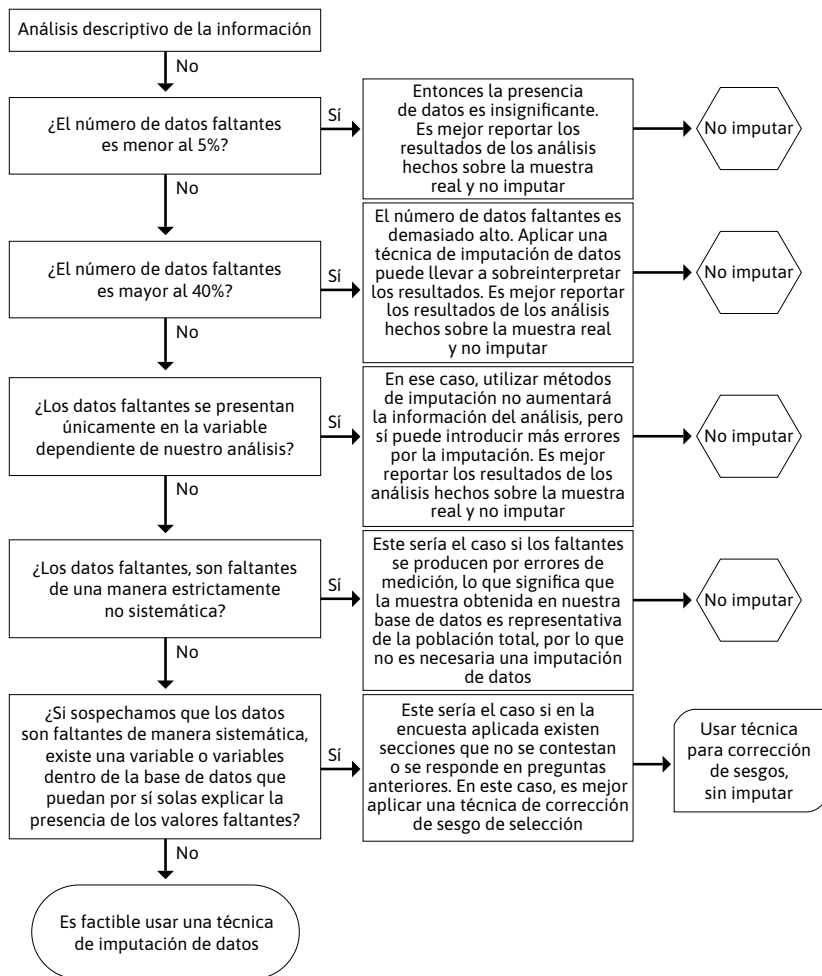 Análisis descriptivo de la información
No
¿El número de datos faltantes
es menor al 5%?
Sí
Entonces la presencia
de datos es insignificante.
Es mejor reportar los
resultados de los análisis
hechos sobre la muestra
real y no imputar
No imputar
No
¿El número de datos faltantes
es mayor al 40%?
Sí
El número de datos faltantes es
demasiado alto. Aplicar una
técnica de imputación de datos
puede llevar a sobreinterpretar
los resultados. Es mejor reportar
los resultados de los análisis
hechos sobre la muestra real
y no imputar
No imputar
No
¿Los datos faltantes se presentan
únicamente en la variable
dependiente de nuestro análisis?
Sí
En ese caso, utilizar métodos
de imputación no aumentará
la información del análisis, pero
sí puede introducir más errores
por la imputación. Es mejor
reportar los resultados de los
análisis hechos sobre la muestra
real y no imputar
No imputar
No
¿Los datos faltantes, son faltantes
de una manera estrictamente
no sistemática?
Sí
Este sería el caso si los faltantes
se producen por errores de
medición, lo que significa que
la muestra obtenida en nuestra
base de datos es representativa
de la población total, por lo que
no es necesaria una imputación
de datos
No imputar
No
¿Si sospechamos que los datos
son faltantes de manera sistemática,
existe una variable o variables
dentro de la base de datos que
puedan por sí solas explicar la
presencia de los valores faltantes?
Sí
Este sería el caso si en la
encuesta aplicada existen
secciones que no se contestan
o se responde en preguntas
anteriores. En este caso, es mejor
aplicar una técnica de corrección
de sesgo de selección
Usar técnica
para corrección
de sesgos,
sin imputar
No
Es factible usar una técnica
de imputación de datos